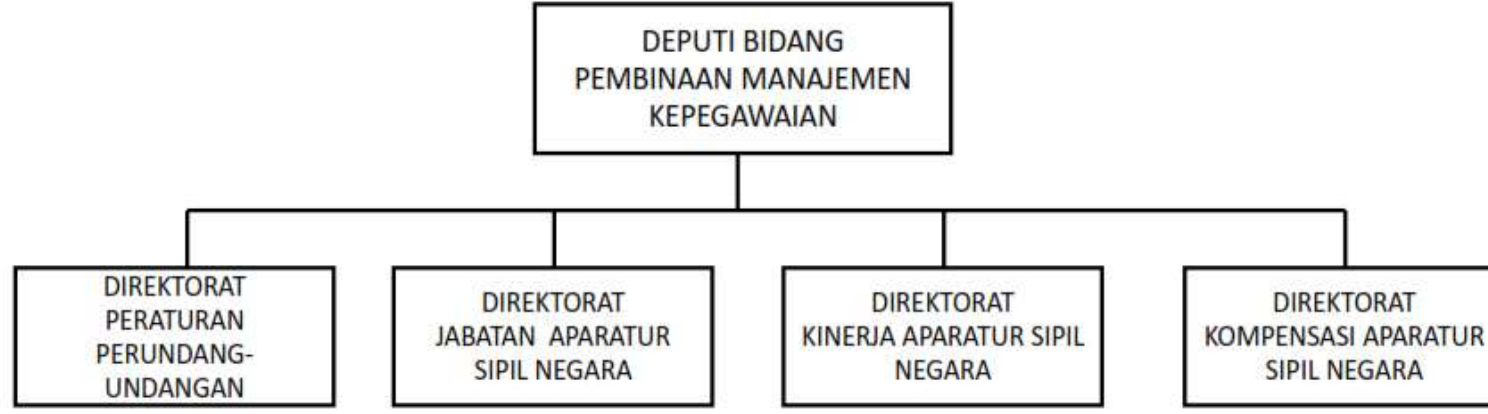 DEPUTI BIDANG
PEMBINAAN MANAJEMEN
KEPEGAWAIAN
DIREKTORAT
PERATURAN
PERUNDANG-
UNDANGAN
DIREKTORAT
JABATAN APARATUR
SIPIL NEGARA
DIREKTORAT
KINERJA APARATUR SIPIL
NEGARA
DIREKTORAT
KOMPENSASI APARATUR
SIPIL NEGARA